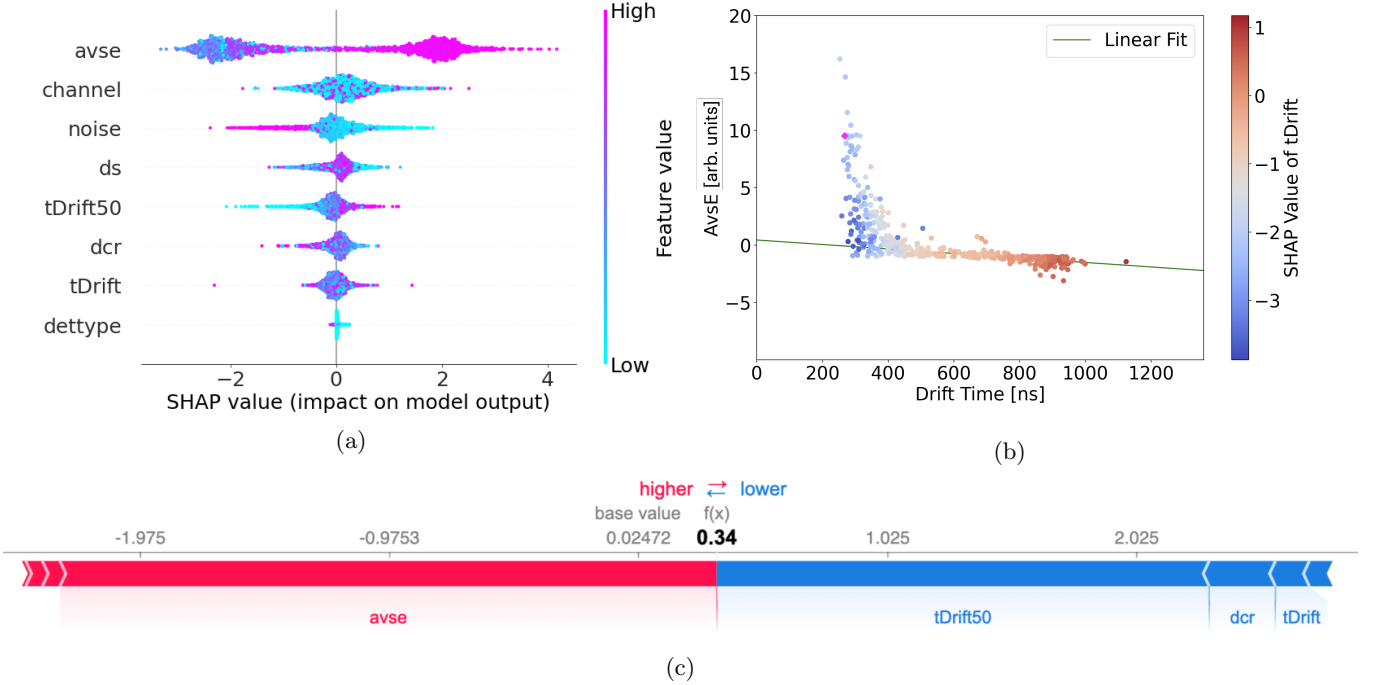 avse
channel
noise
ds
tDrift50
dcr
tDrift
dettype
−2 0 2 4
SHAP value (impact on model output)
High
Low
Feature value
(a)
20
15
10
5
0
−5
AvsE [arb. units]
0 200 400 600 800 1000 1200
Drift Time [ns]
Linear Fit
1
0
−1
−2
−3
SHAP Value of tDrift
(b)
higher lower
base value f(x)
-1.975 -0.9753 0.02472 0.34 1.025 2.025
avse tDrift50 dcr tDrift
(c)